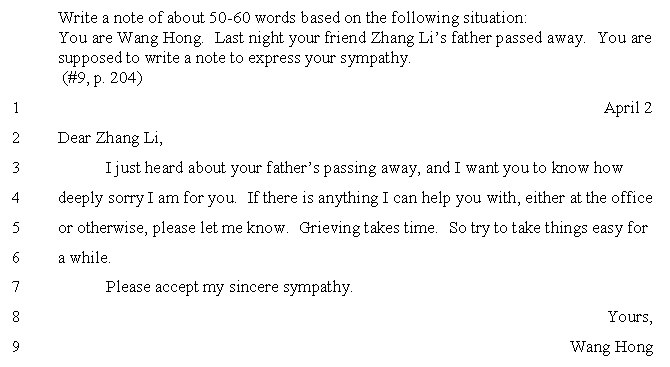 Write a note of about 50-60 words based on the following situation:
You are Wang Hong. Last night your friend Zhang Li's father passed away. You are
supposed to write a note to express your sympathy.
(#9, p. 204)
1 April 2
2 Dear Zhang Li,
3 I just heard about your father's passing away, and I want you to know how
4 deeply sorry I am for you. If there is anything I can help you with, either at the office
5 or otherwise, please let me know. Grieving takes time. So try to take things easy for
6 a while.
7 Please accept my sincere sympathy.
8 Yours,
9 Wang Hong